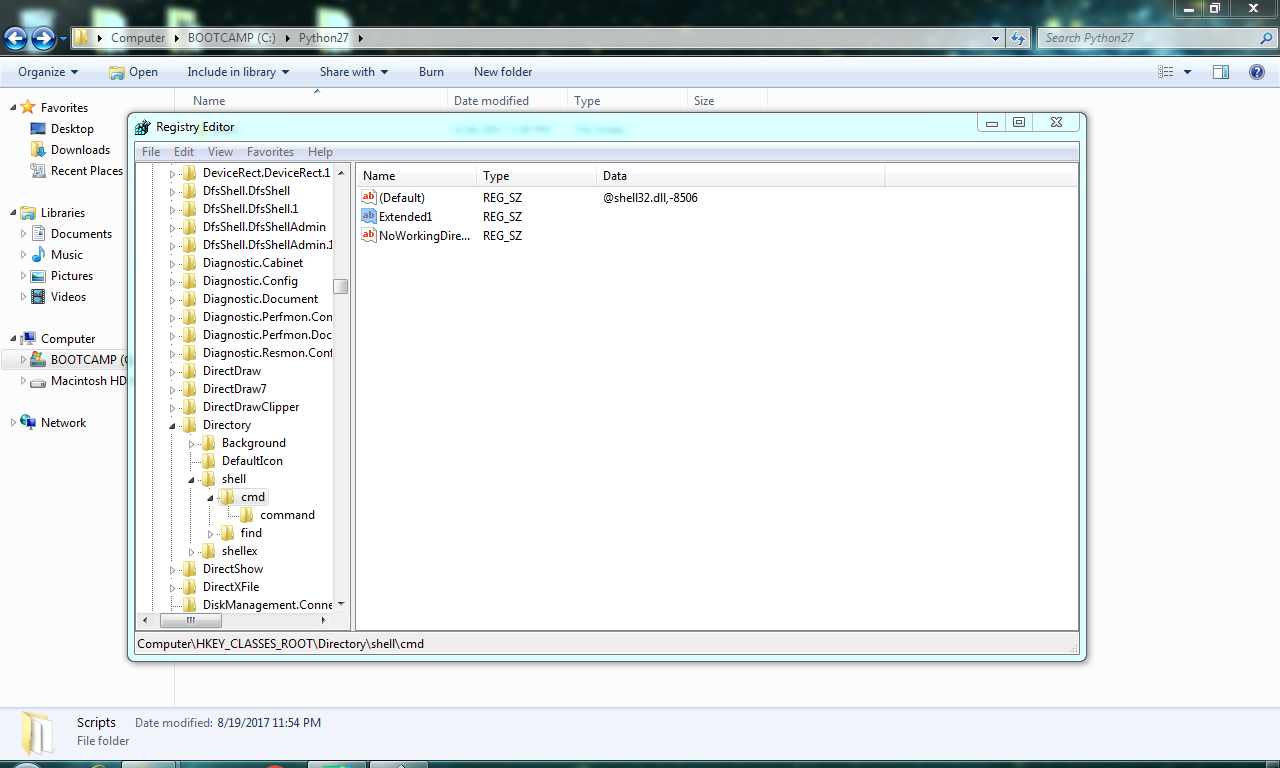 Computer BOOTCAMP (C:) Python27 Search Python27
Organize Open Include in library Share with Burn New folder
Name Date modified Type Size
Favorites
Desktop
Downloads
Recent Places
Libraries
Documents
Music
Pictures
Videos
Computer
BOOTCAMP (C
Macintosh HD
Network
Registry Editor
File Edit View Favorites Help
DeviceRect.DeviceRect.1
DfsShell.DfsShell
DfsShell.DfsShell.1
DfsShell.DfsShellAdmin
DfsShell.DfsShellAdmin.1
Diagnostic.Cabinet
Diagnostic.Config
Diagnostic.Document
Diagnostic.Perfmon.Con
Diagnostic.Perfmon.Doc
Diagnostic.Resmon.Conf
DirectDraw
DirectDraw7
DirectDrawClipper
Directory
Background
DefaultIcon
shell
cmd
command
find
shellex
DirectShow
DirectXFile
DiskManagement.Conne
Name Type Data
(Default) REG_SZ @shell32.dll,-8506
Extended1 REG_SZ
NoWorkingDire... REG_SZ
Computer\HKEY_CLASSES_ROOT\Directory\shell\cmd
Scripts Date modified: 8/19/2017 11:54 PM
File folder